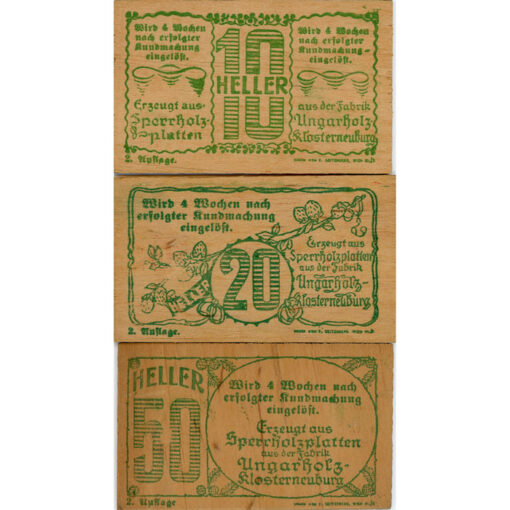 Wird 4 Wochen
nach erfolgter
Kundmachung
eingelöst.
Erzeugt aus
Sperrholz-
platten
2. Auflage.
10
HELLER
Wird 4 Wochen
nach erfolgter
Kundmachung-
eingelöst.
aus der Fabrik
Ungarholz-
Klosterneuburg
Wird 4 Wochen nach
erfolgter Kundmachung
eingelöst.
HELLER
20
Erzeugt aus
Sperrholzplatten
aus der Fabrik
Ungarholz-
Klosterneuburg
2. Auflage.
HELLER
50
Wird 4 Wochen nach
erfolgter Kundmachung
eingelöst.
Erzeugt aus
Sperrholzplatten
aus der Fabrik
Ungarholz-
Klosterneuburg
2. Auflage